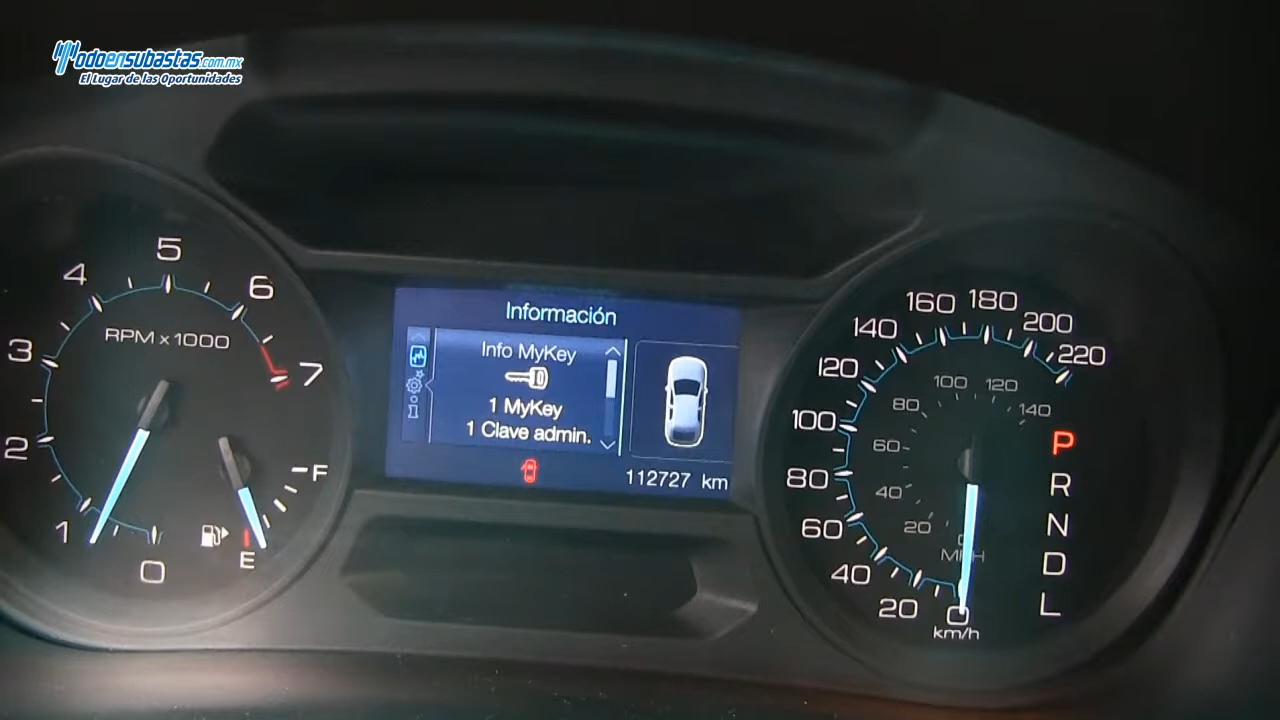 Todoensubastas.com.mx
El Lugar de las Oportunidades
0
1
2
3
4
5
6
7
RPM x 1000
F
E
Información
Info MyKey
1 MyKey
1 Clave admin.
112727 km
0
20
40
60
80
100
120
140
160
180
200
220
km/h
20
40
60
80
100
120
140
MPH
P
R
N
D
L